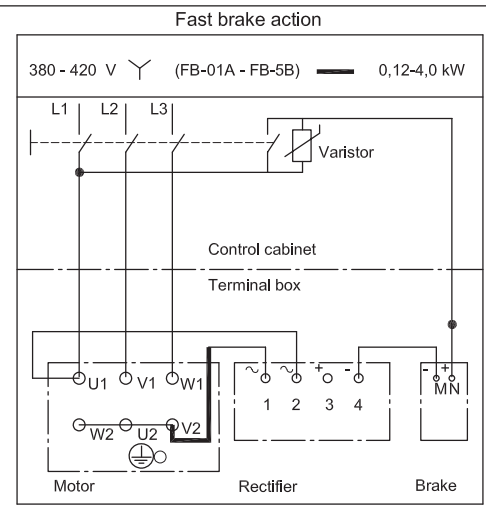 Fast brake action
380 - 420 V (FB-01A - FB-5B) 0,12-4,0 kW
L1 L2 L3
Varistor
Control cabinet
Terminal box
~ ~ + - - +
U1 V1 W1 MN
1 2 3 4
W2 U2 V2
Motor Rectifier Brake